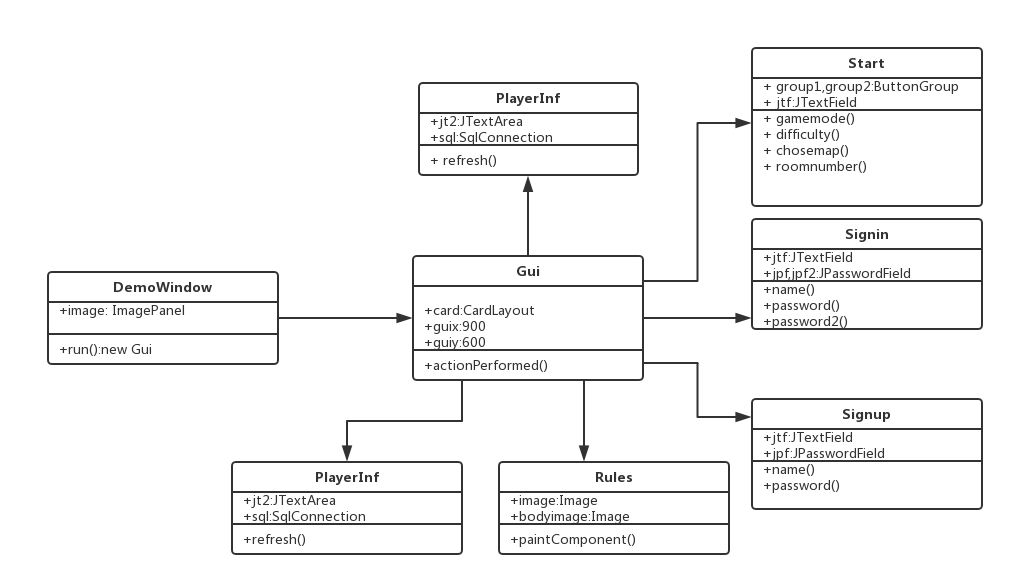 PlayerInf
+jt2:JTextArea
+sql:SqlConnection
+ refresh()
Start
+ group1,group2:ButtonGroup
+ jtf:JTextField
+ gamemode()
+ difficulty()
+ chosemap()
+ roomnumber()
DemoWindow
+image: ImagePanel
+run():new Gui
Gui
+card:CardLayout
+guix:900
+guiy:600
+actionPerformed()
Signin
+jtf:JTextField
+jpf,jpf2:JPasswordField
+name()
+password()
+password2()
Signup
+jtf:JTextField
+jpf:JPasswordField
+name()
+password()
PlayerInf
+jt2:JTextArea
+sql:SqlConnection
+refresh()
Rules
+image:Image
+bodyimage:Image
+paintComponent()